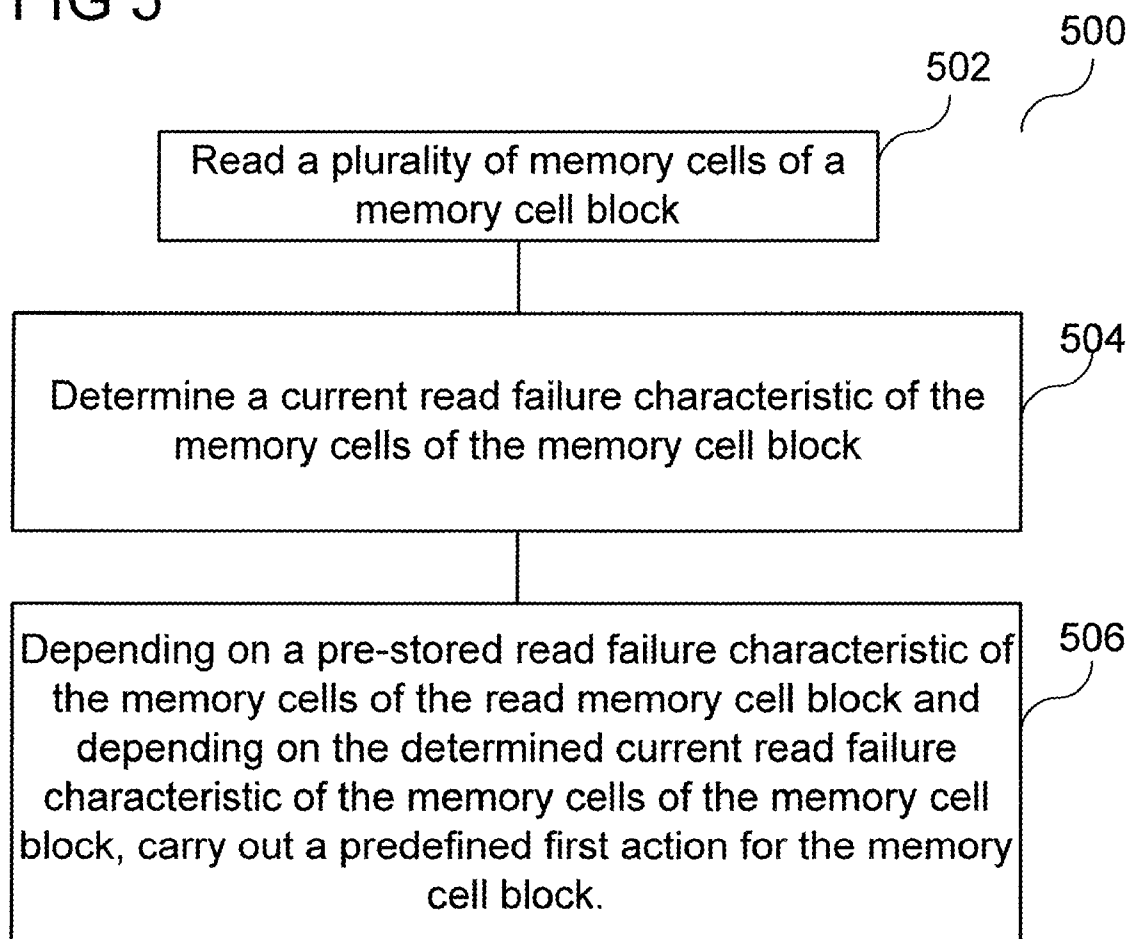 FIG 5
500
502
Read a plurality of memory cells of a
memory cell block
504
Determine a current read failure characteristic of the
memory cells of the memory cell block
506
Depending on a pre-stored read failure characteristic of
the memory cells of the read memory cell block and
depending on the determined current read failure
characteristic of the memory cells of the memory cell
block, carry out a predefined first action for the memory
cell block.